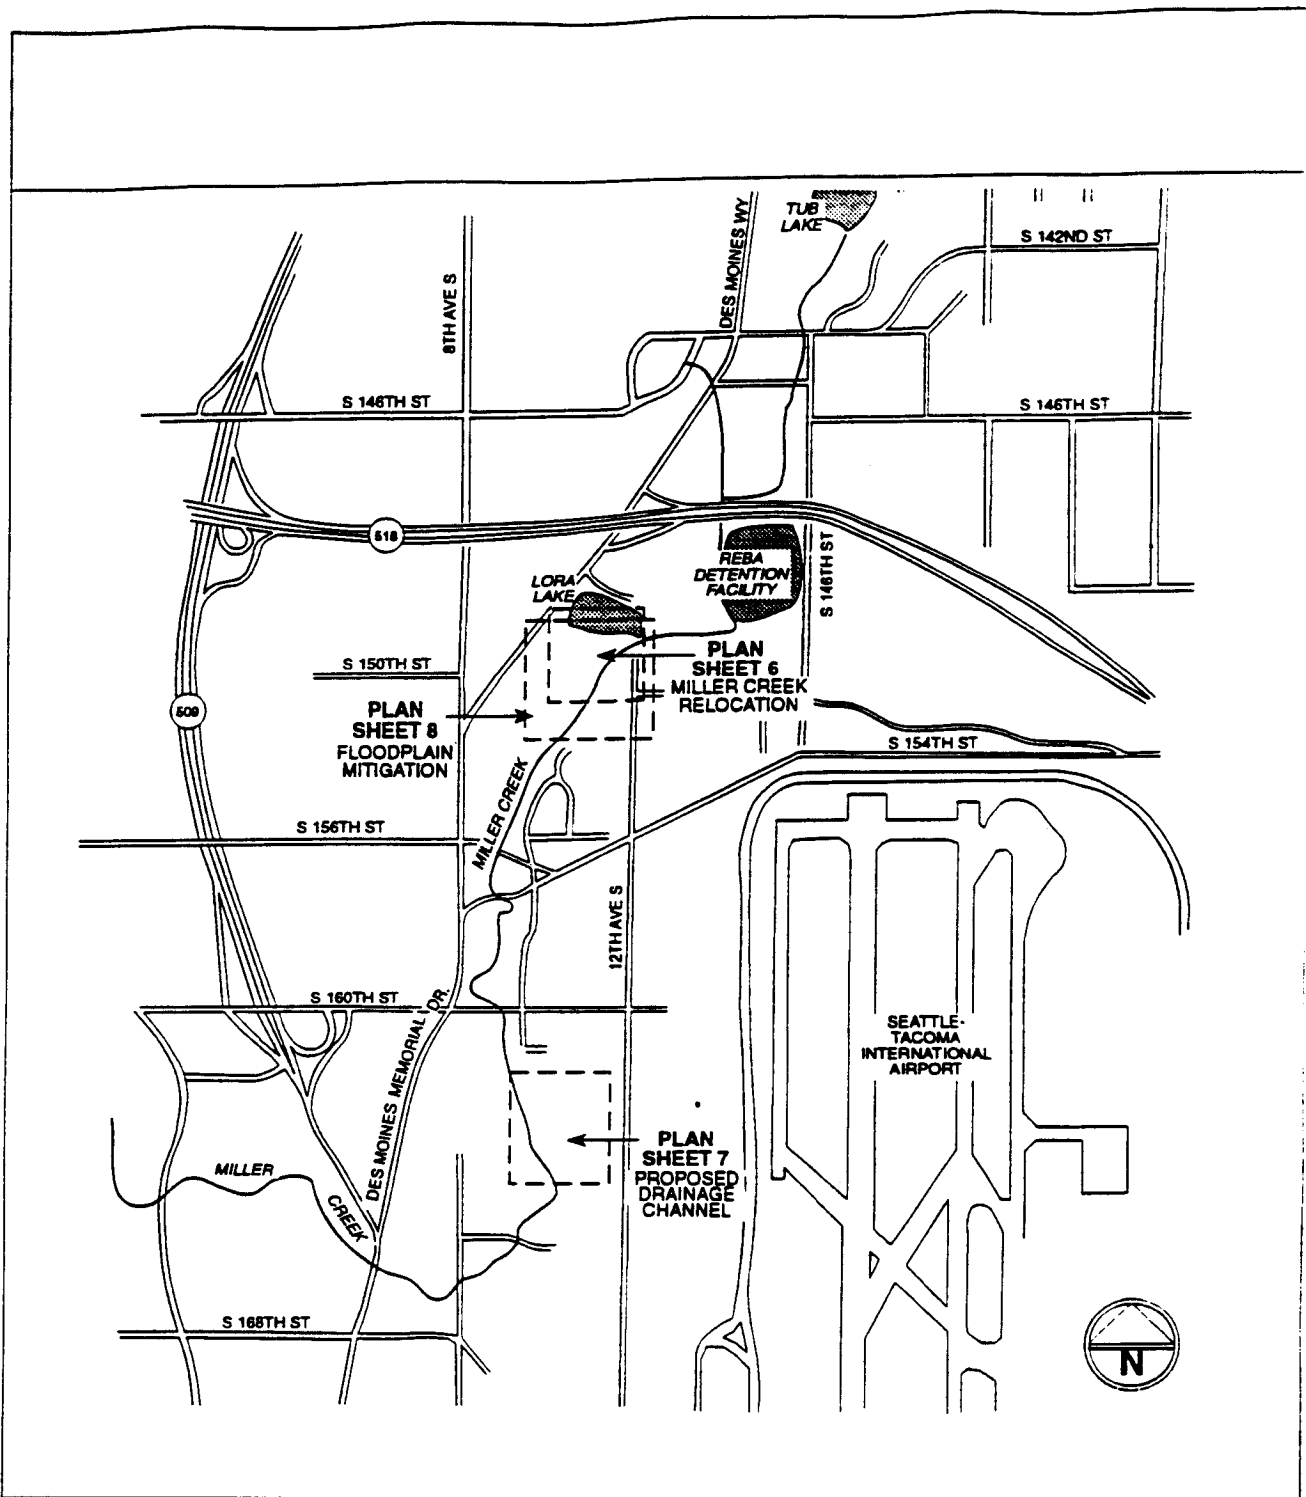 TUB
LAKE
DES MOINES WY
S 142ND ST
8TH AVE S
S 146TH ST
S 146TH ST
518
REBA
DETENTION
FACILITY
S 146TH ST
LORA
LAKE
PLAN
SHEET 6
MILLER CREEK
RELOCATION
S 150TH ST
509
PLAN
SHEET 8
FLOODPLAIN
MITIGATION
S 154TH ST
MILLER CREEK
S 156TH ST
12TH AVE S
S 160TH ST
DES MOINES MEMORIAL DR.
SEATTLE-
TACOMA
INTERNATIONAL
AIRPORT
PLAN
SHEET 7
PROPOSED
DRAINAGE
CHANNEL
MILLER
CREEK
S 168TH ST
N